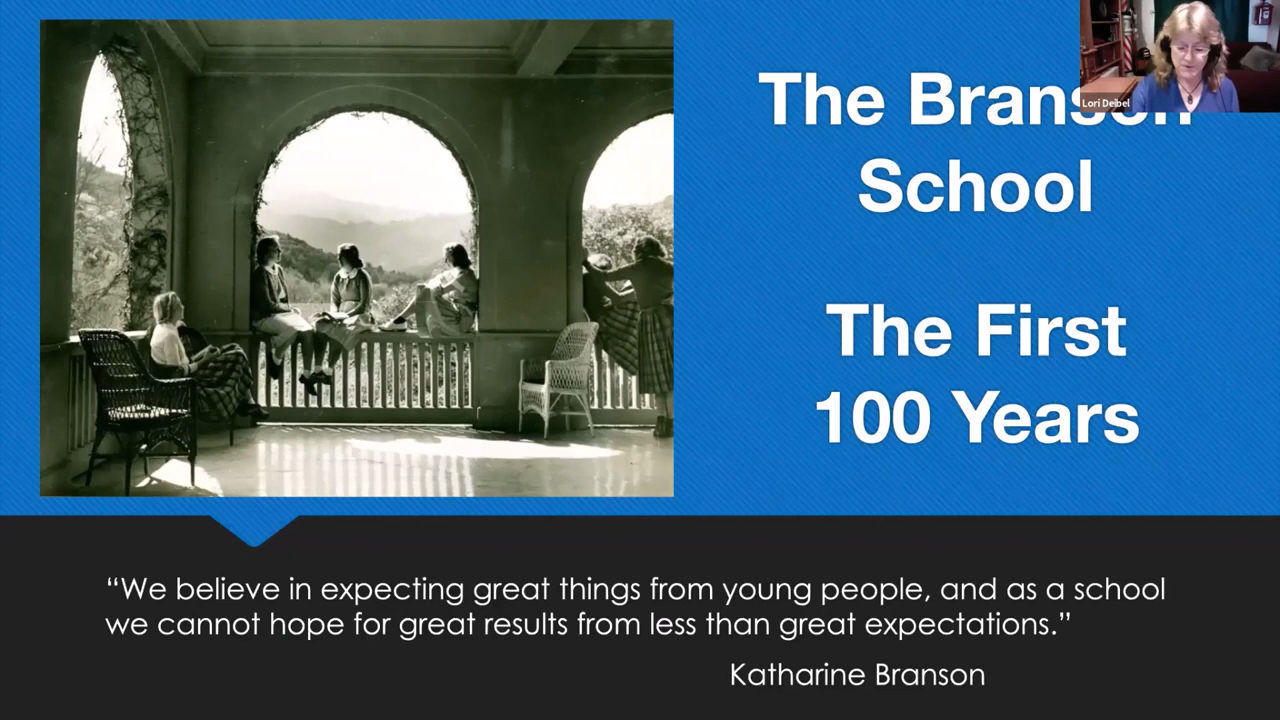 The Branson
School
Lori Deibel
The First
100 Years
“We believe in expecting great things from young people, and as a school
we cannot hope for great results from less than great expectations.”
Katharine Branson